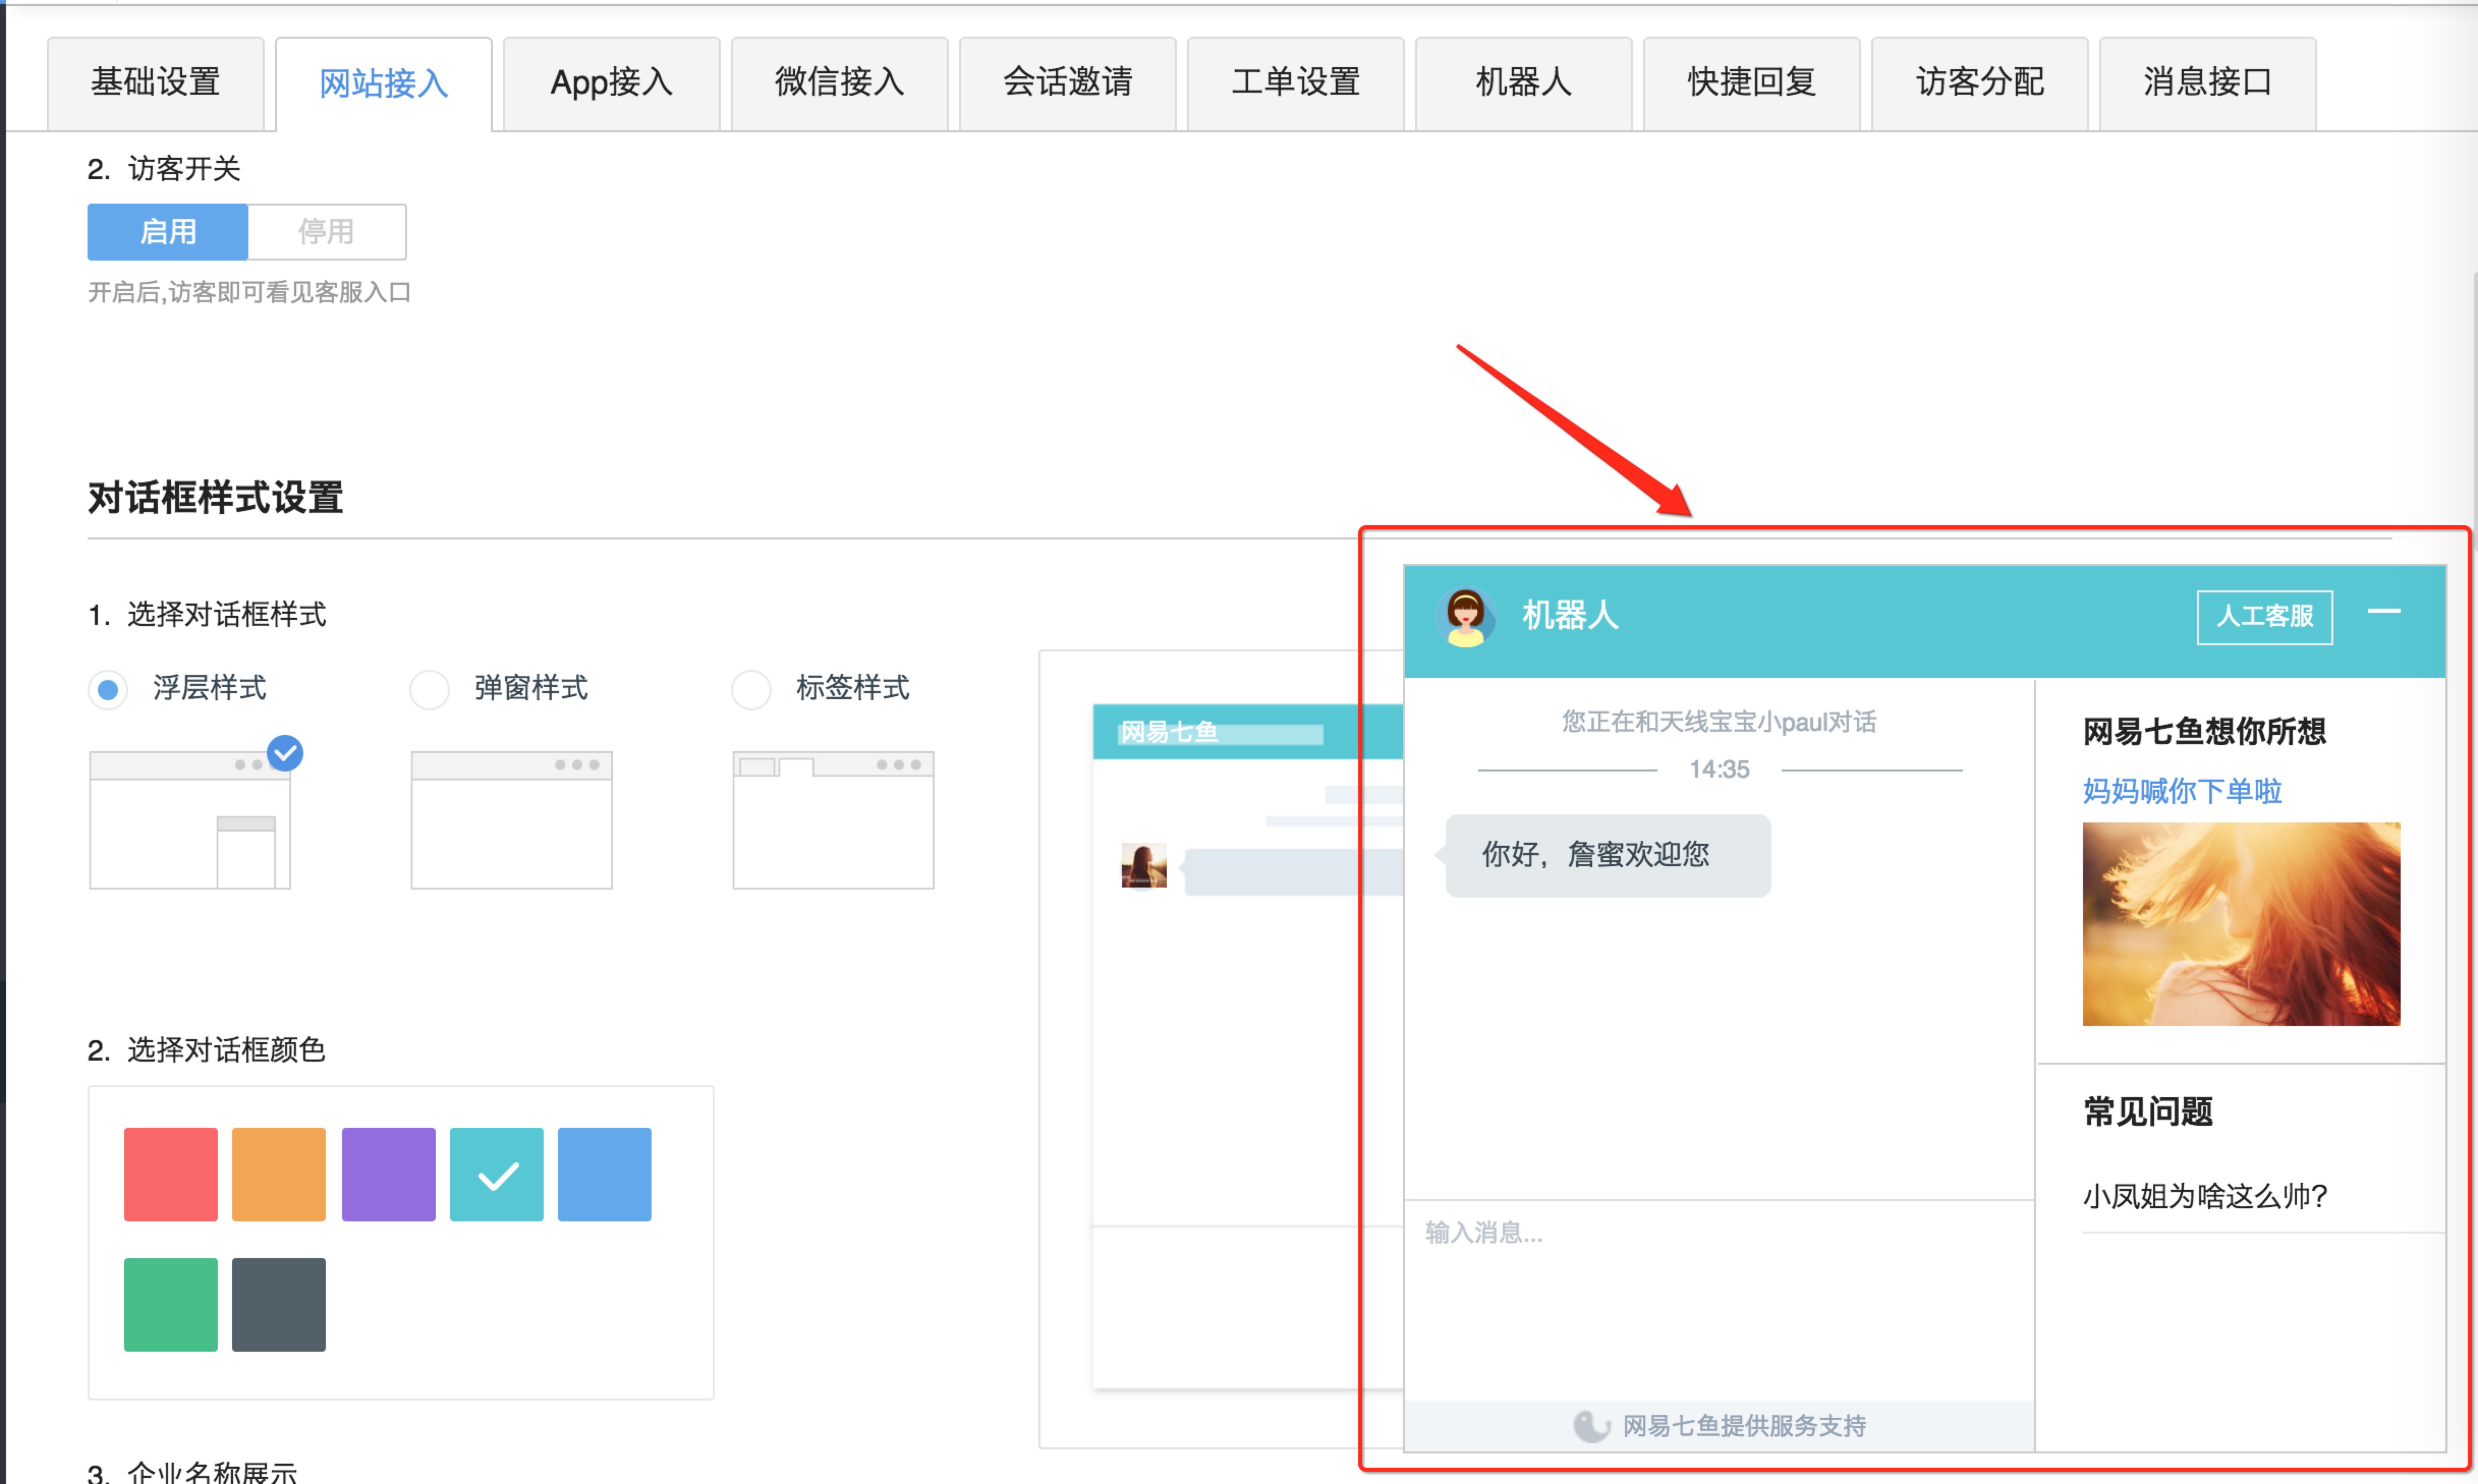 基础设置
网站接入
App接入
微信接入
会话邀请
工单设置
机器人
快捷回复
访客分配
消息接口
2. 访客开关
启用
停用
开启后,访客即可看见客服入口
对话框样式设置
1. 选择对话框样式
浮层样式
弹窗样式
标签样式
2. 选择对话框颜色
3. 企业名称展示
网易七鱼
机器人
人工客服
您正在和天线宝宝小paul对话
14:35
你好，詹蜜欢迎您
输入消息...
网易七鱼提供服务支持
网易七鱼想你所想
妈妈喊你下单啦
常见问题
小凤姐为啥这么帅?